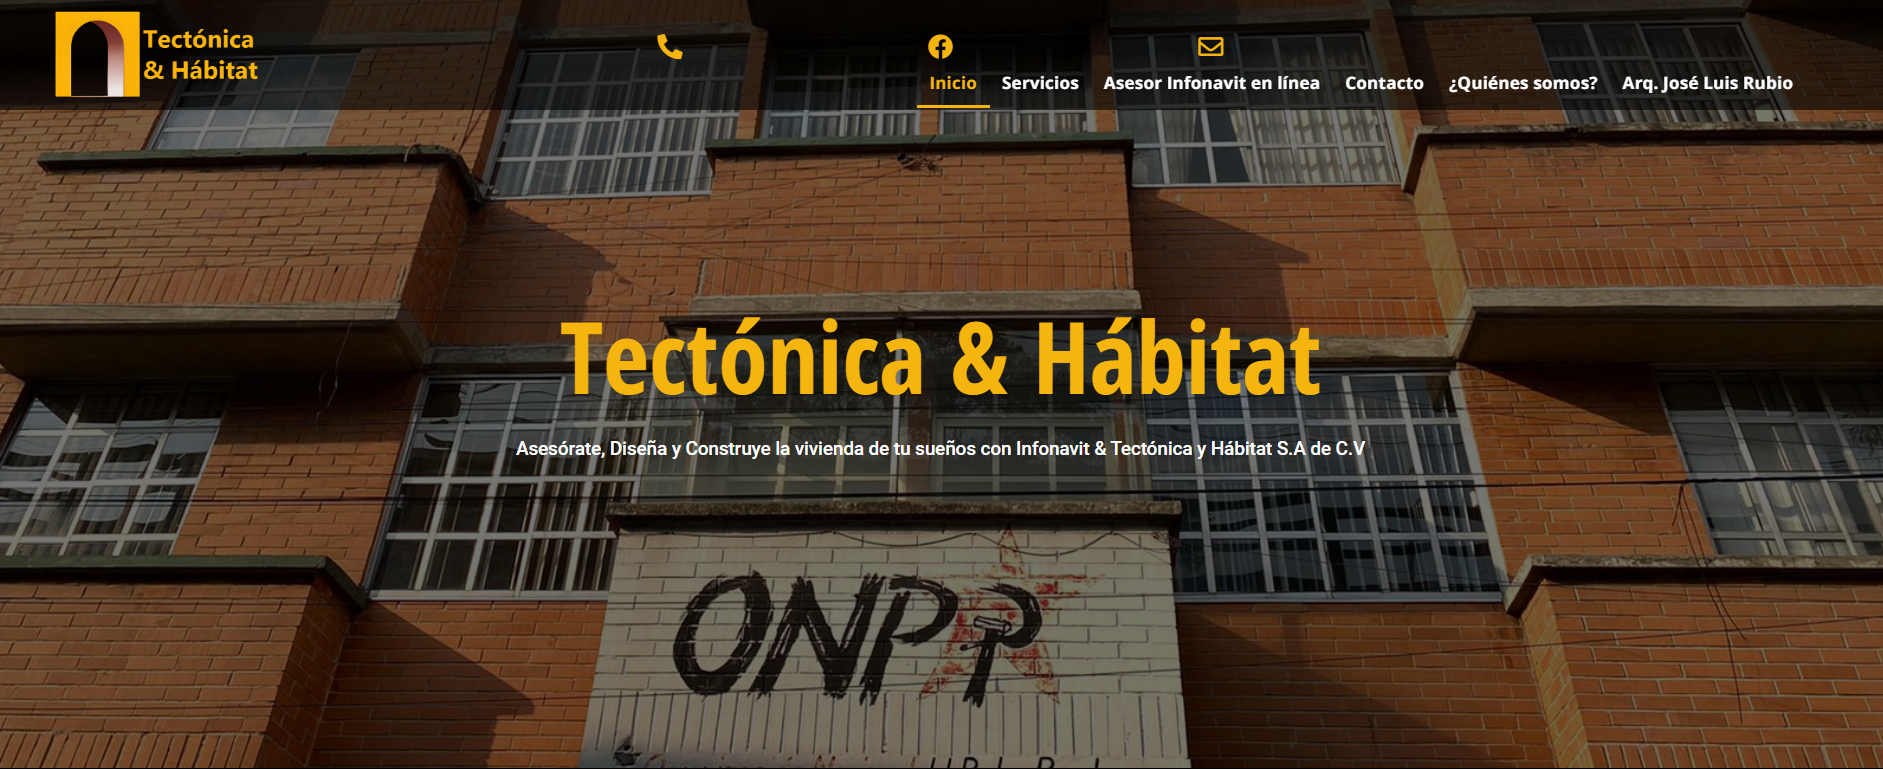 Tectónica
& Hábitat
Inicio Servicios Asesor Infonavit en línea Contacto ¿Quiénes somos? Arq. José Luis Rubio
Tectónica & Hábitat
Asesórate, Diseña y Construye la vivienda de tu sueños con Infonavit & Tectónica y Hábitat S.A de C.V
ONPP